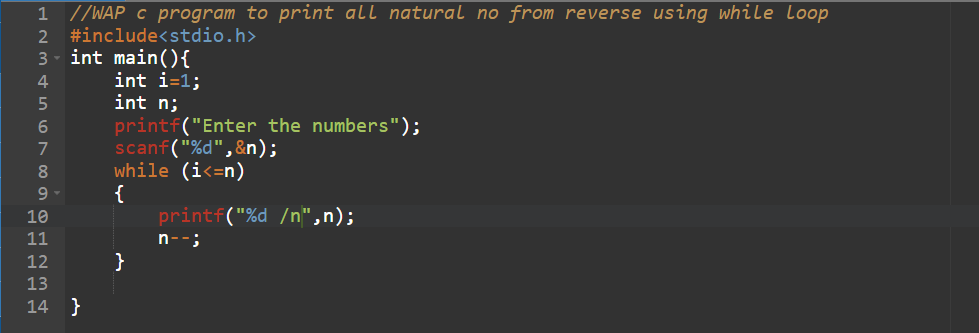 1 //WAP c program to print all natural no from reverse using while loop
2 #include<stdio.h>
3 int main(){
4     int i=1;
5     int n;
6     printf("Enter the numbers");
7     scanf("%d",&n);
8     while (i<=n)
9     {
10         printf("%d /n",n);
11         n--;
12     }
13
14 }